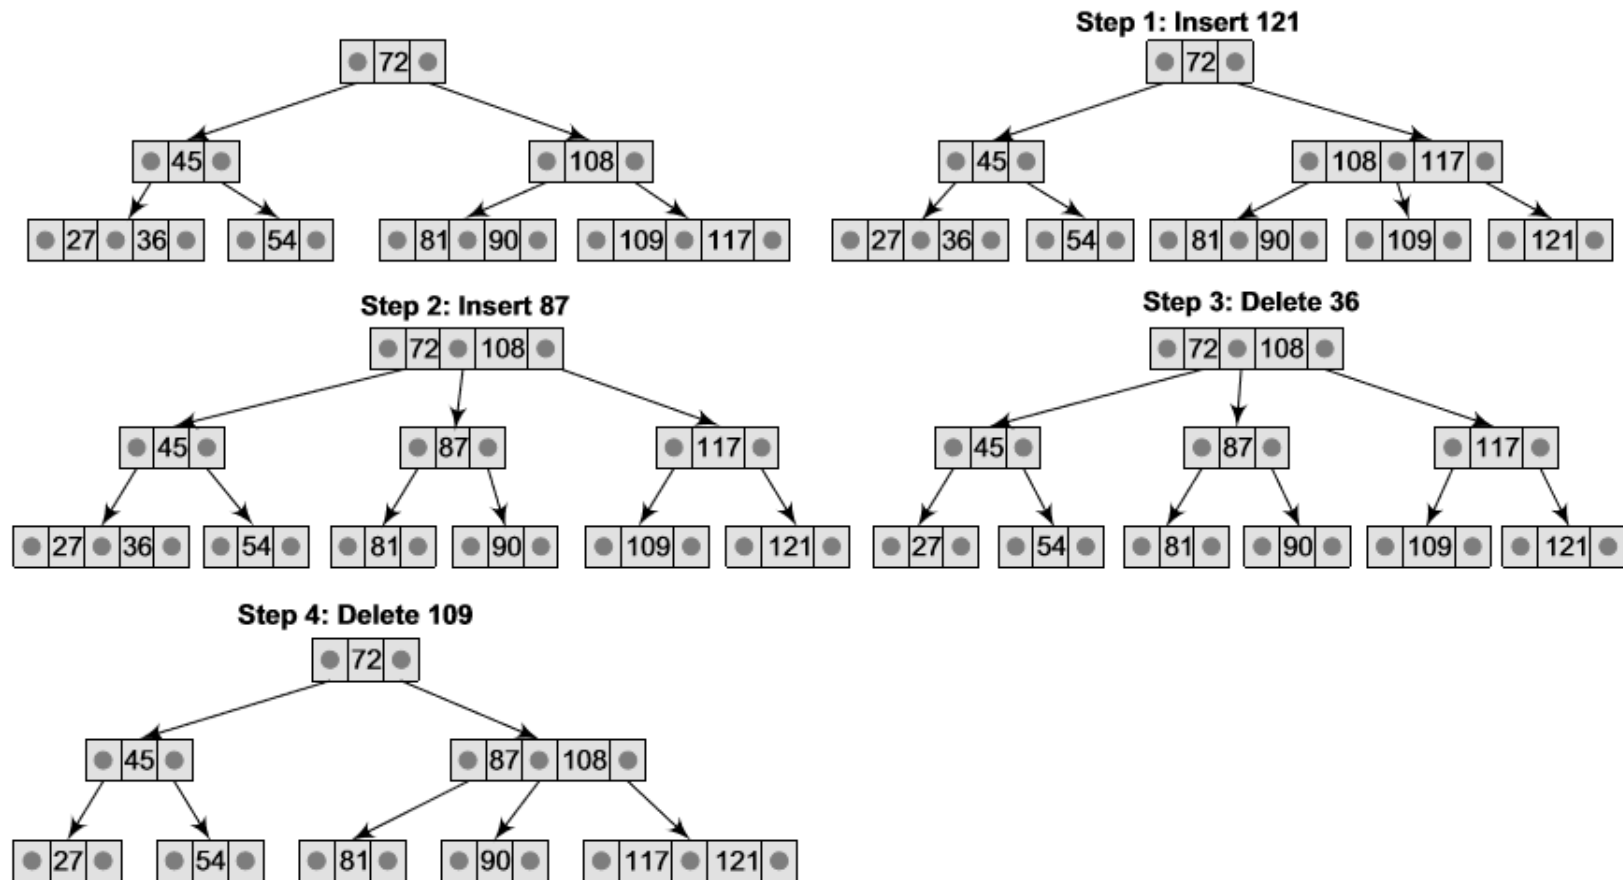 72
45 108
27 36 54 81 90 109 117
Step 1: Insert 121
72
45 108 117
27 36 54 81 90 109 121
Step 2: Insert 87
72 108
45 87 117
27 36 54 81 90 109 121
Step 3: Delete 36
72 108
45 87 117
27 54 81 90 109 121
Step 4: Delete 109
72
45 87 108
27 54 81 90 117 121